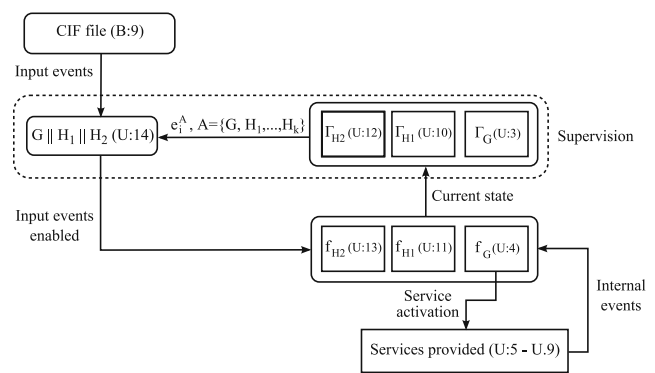 CIF file (B:9)
Input events
G || H1 || H2 (U:14)
e_i^A, A={G, H1,...,Hk}
ΓH2 (U:12)
ΓH1 (U:10)
ΓG (U:3)
Supervision
Current state
Input events
enabled
fH2 (U:13)
fH1 (U:11)
fG (U:4)
Service
activation
Internal
events
Services provided (U:5 - U.9)